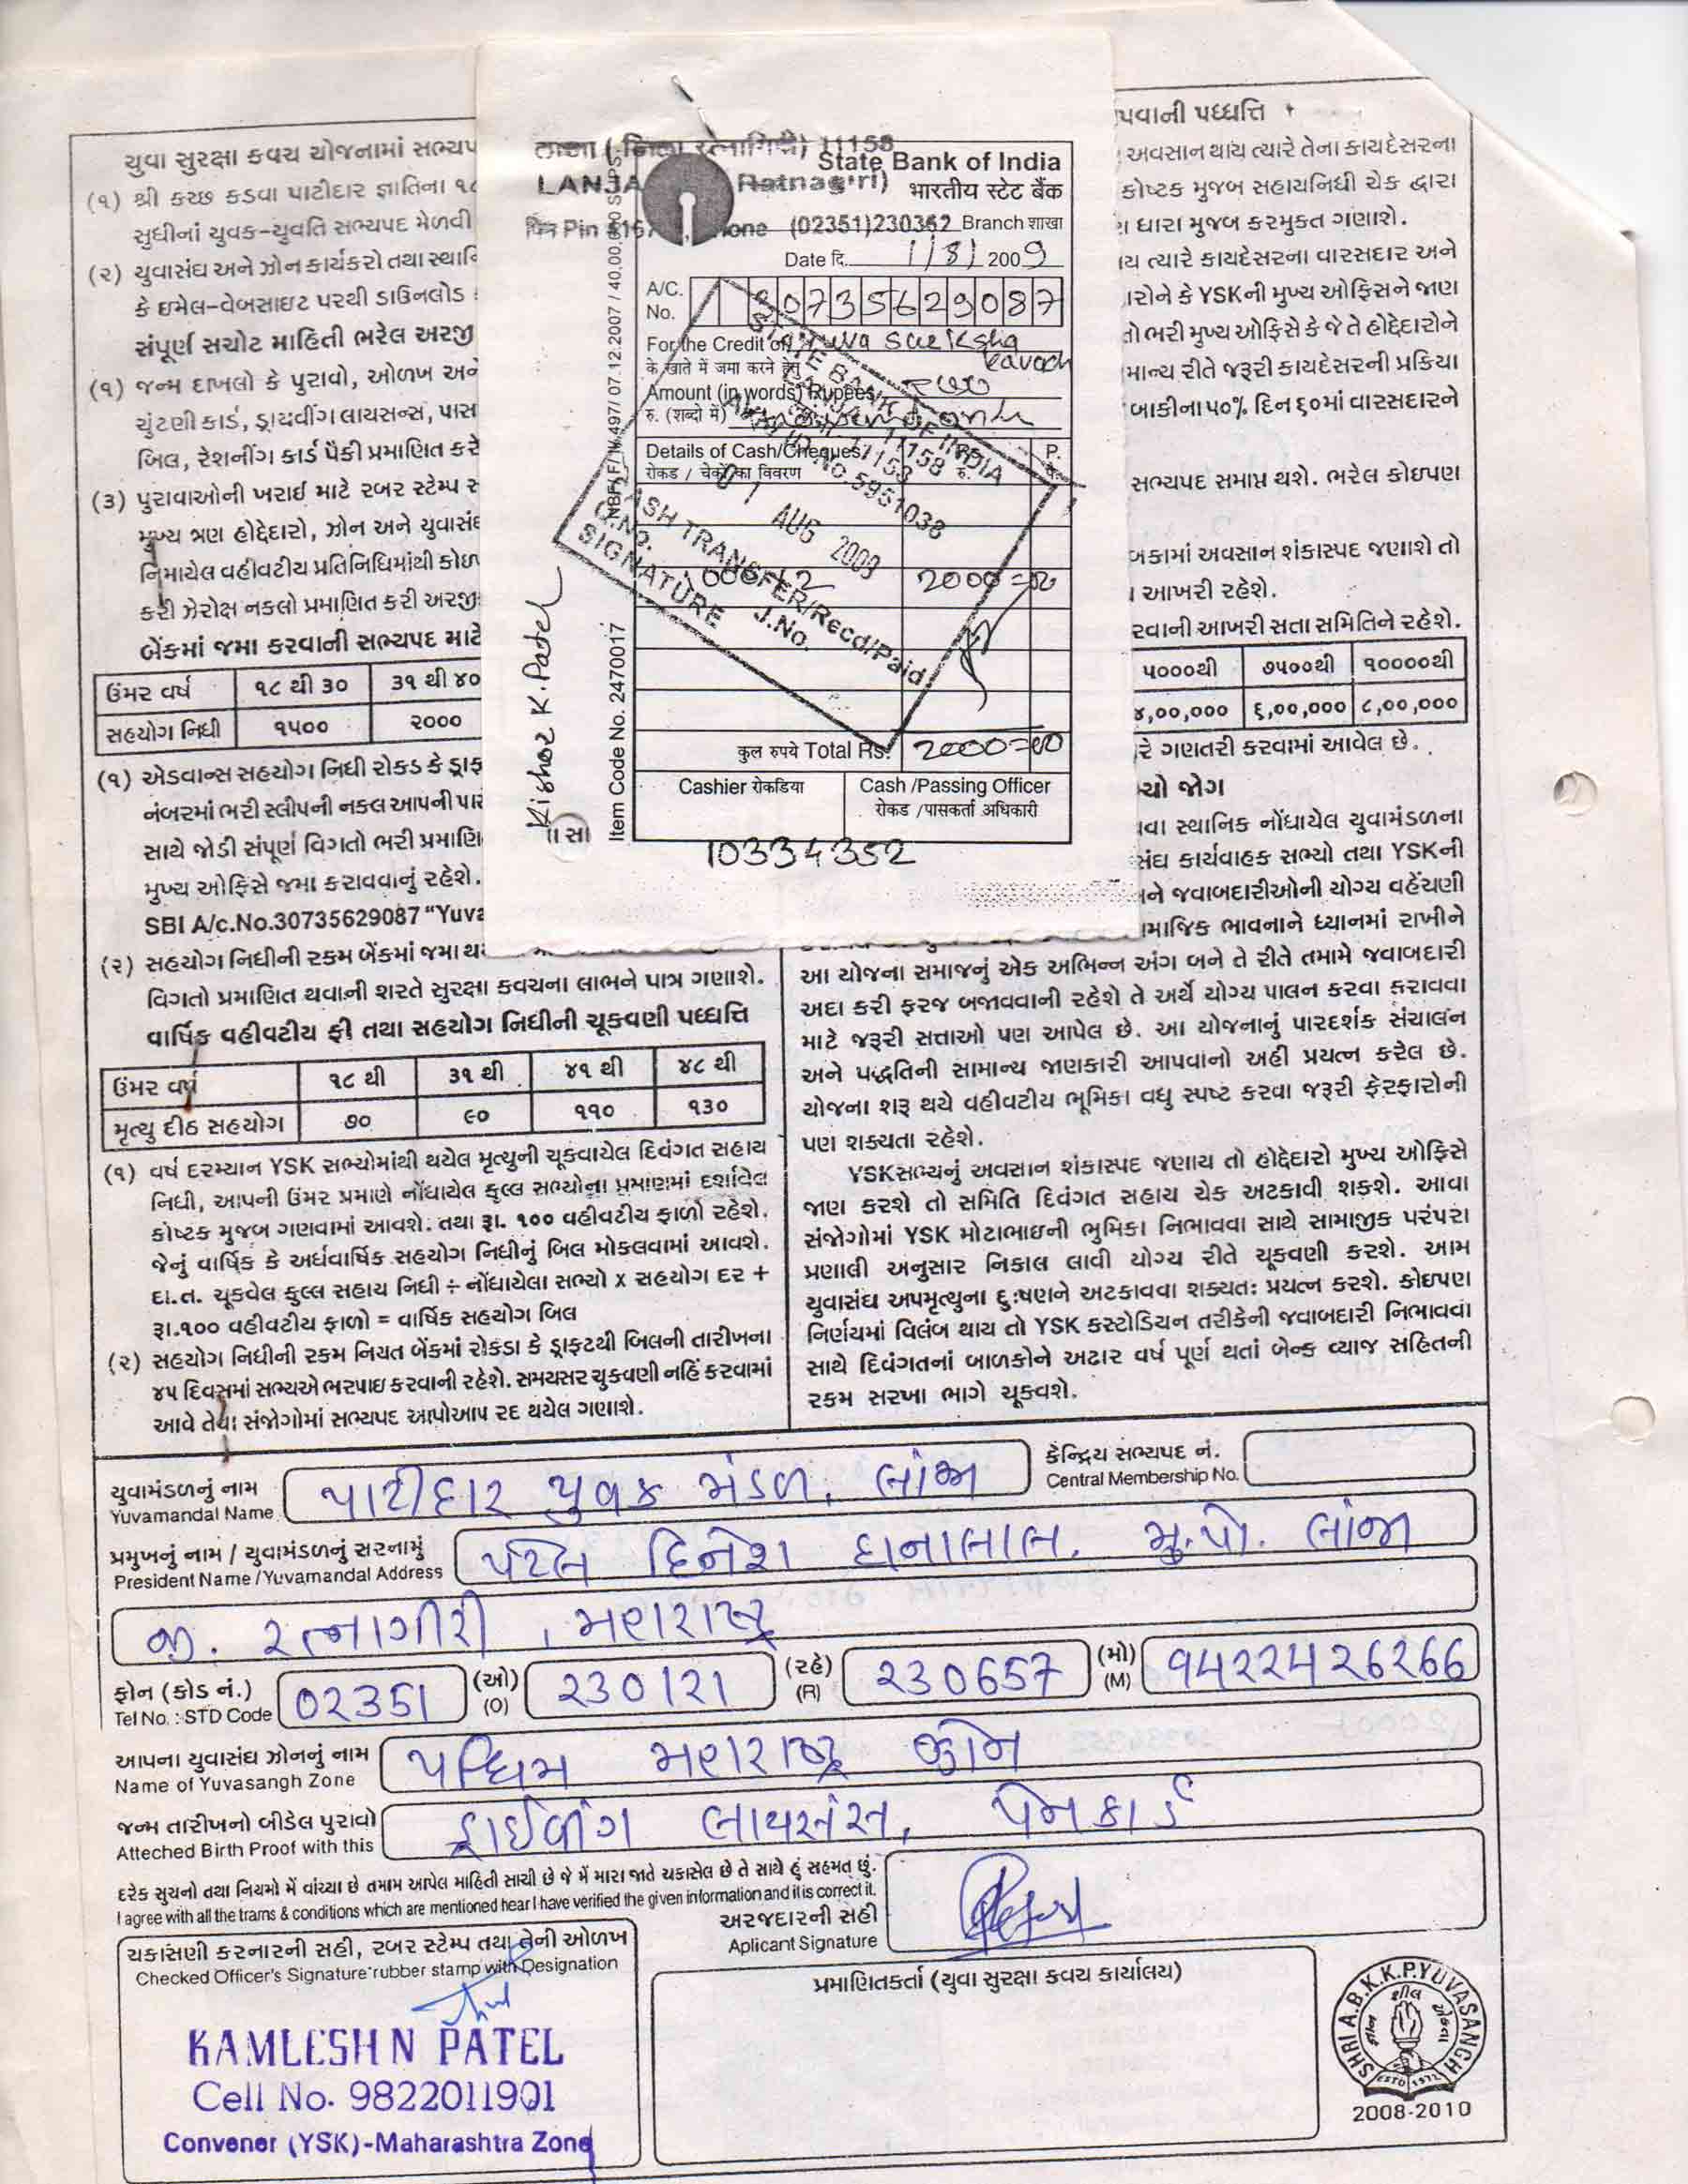 યુવા સુરક્ષા કવચ યોજનામાં સભ્યપ
(૧) શ્રી કચ્છ કડવા પાટીદાર જ્ઞાતિના ૧૮
સુધીનાં યુવક-યુવતિ સભ્યપદ મેળવી
(૨) યુવાસંઘ અને ઝોન કાર્યકરો તથા સ્થાનિ
કે ઇમેલ-વેબસાઇટ પરથી ડાઉનલોડ
સંપૂર્ણ સચોટ માહિતી ભરેલ અરજી
(૧) જન્મ દાખલો કે પુરાવો, ઓળખ અને
ચુંટણી કાર્ડ, ડ્રાયવીંગ લાયસન્સ, પાસ
બિલ, રેશનીંગ કાર્ડ પૈકી પ્રમાણિત કરે
(૩) પુરાવાઓની ખરાઈ માટે રબર સ્ટેમ્પ સ
મુખ્ય ત્રણ હોદ્દેદારો, ઝોન અને યુવાસંઘ
નિમાયેલ વહીવટીય પ્રતિનિધિમાંથી કોઇ
કરી ઝેરોક્ષ નકલો પ્રમાણિત કરી અરજી
બેંકમાં જમા કરવાની સભ્યપદ માટે
ઉંમર વર્ષ ૧૮ થી ૩૦ ૩૧ થી ૪૦
સહયોગ નિધી ૧૫૦૦ ૨૦૦૦
(૧) એડવાન્સ સહયોગ નિધી રોકડ કે ડ્રાફ
નંબરમાં ભરી સ્લીપની નકલ આપની પાસે
સાથે જોડી સંપૂર્ણ વિગતો ભરી પ્રમાણિ
મુખ્ય ઓફિસે જમા કરાવવાનું રહેશે.
SBI A/c.No.30735629087 “Yuva
(૨) સહયોગ નિધીની રકમ બેંકમાં જમા થ
વિગતો પ્રમાણિત થવાની શરતે સુરક્ષા કવચના લાભને પાત્ર ગણાશે.
વાર્ષિક વહીવટીય ફી તથા સહયોગ નિધીની ચૂકવણી પધ્ધતિ
ઉંમર વર્ષ ૧૮ થી ૩૧ થી ૪૧ થી ૪૮ થી
મૃત્યુ દીઠ સહયોગ ૭૦ ૯૦ ૧૧૦ ૧૩૦
(૧) વર્ષ દરમ્યાન YSK સભ્યોમાંથી થયેલ મૃત્યુની ચૂકવાયેલ દિવંગત સહાય
નિધી, આપની ઉંમર પ્રમાણે નોંધાયેલ કુલ્લ સભ્યોના પ્રમાણમાં દર્શાવેલ
કોષ્ટક મુજબ ગણવામાં આવશે. તથા રૂા. ૧૦૦ વહીવટીય ફાળો રહેશે.
જેનું વાર્ષિક કે અર્ધવાર્ષિક સહયોગ નિધીનું બિલ મોકલવામાં આવશે.
દા.ત. ચૂકવેલ કુલ્લ સહાય નિધી ÷ નોંધાયેલા સભ્યો x સહયોગ દર +
રૂા.૧૦૦ વહીવટીય ફાળો = વાર્ષિક સહયોગ બિલ
(૨) સહયોગ નિધીની રકમ નિયત બેંકમાં રોકડા કે ડ્રાફટથી બિલની તારીખના
૪૫ દિવસમાં સભ્યએ ભરપાઇ કરવાની રહેશે. સમયસર ચુકવણી નહિં કરવામાં
આવે તેવા સંજોગોમાં સભ્યપદ આપોઆપ રદ થયેલ ગણાશે.
LANJA Ratnagiri) 11158
Pin Phone (02351)230362
State Bank of India
भारतीय स्टेट बैंक
Branch शाखा
Date दि. 1/8/2009
A/C. No. 30735629087
For the Credit of Yuva Sureksha Kavach
के खाते में जमा करने हेतु
Amount (in words) Rupees
रु. (शब्दो में)
Details of Cash/Cheques Rs. रु. P.
रोकड / चेकों का विवरण
2000=00
कुल रुपये Total Rs. 2000=00
Cashier रोकडिया
Cash /Passing Officer
रोकड /पासकर्ता अधिकारी
10334352
STATE BANK OF INDIA
01 AUG 2009
CASH TRANSFER/Recd/Paid
Q.No. J.No.
SIGNATURE
Kishor K. Patel
Item Code No. 2470017
પવાની પધ્ધતિ
અવસાન થાય ત્યારે તેના કાયદેસરના
કોષ્ટક મુજબ સહાયનિધી ચેક દ્વારા
ધારા મુજબ કરમુકત ગણાશે.
ાય ત્યારે કાયદેસરના વારસદાર અને
ારોને કે YSKની મુખ્ય ઓફિસને જાણ
તો ભરી મુખ્ય ઓફિસે કે જે તે હોદ્દેદારોને
માન્ય રીતે જરૂરી કાયદેસરની પ્રક્રિયા
બાકીના ૫૦% દિન ૬૦માં વારસદારને
સભ્યપદ સમાપ્ત થશે. ભરેલ કોઇપણ
બકામાં અવસાન શંકાસ્પદ જણાશે તો
આખરી રહેશે.
રવાની આખરી સતા સમિતિને રહેશે.
૫૦૦૦થી ૭૫૦૦થી ૧૦૦૦૦થી
૪,૦૦,૦૦૦ ૬,૦૦,૦૦૦ ૮,૦૦,૦૦૦
રે ગણતરી કરવામાં આવેલ છે.
ચો જોગ
વા સ્થાનિક નોંધાયેલ યુવામંડળના
સંઘ કાર્યવાહક સભ્યો તથા YSKની
ને જવાબદારીઓની યોગ્ય વહેંચણી
માજિક ભાવનાને ધ્યાનમાં રાખીને
આ યોજના સમાજનું એક અભિન્ન અંગ બને તે રીતે તમામે જવાબદારી
અદા કરી ફરજ બજાવવાની રહેશે તે અર્થે યોગ્ય પાલન કરવા કરાવવા
માટે જરૂરી સત્તાઓ પણ આપેલ છે. આ યોજનાનું પારદર્શક સંચાલન
અને પદ્ધતિની સામાન્ય જાણકારી આપવાનો અહી પ્રયત્ન કરેલ છે.
યોજના શરૂ થયે વહીવટીય ભૂમિકા વધુ સ્પષ્ટ કરવા જરૂરી ફેરફારોની
પણ શક્યતા રહેશે.
YSKસભ્યનું અવસાન શંકાસ્પદ જણાય તો હોદ્દેદારો મુખ્ય ઓફિસે
જાણ કરશે તો સમિતિ દિવંગત સહાય ચેક અટકાવી શકશે. આવા
સંજોગોમાં YSK મોટાભાઇની ભુમિકા નિભાવવા સાથે સામાજીક પરંપરા
પ્રણાલી અનુસાર નિકાલ લાવી યોગ્ય રીતે ચૂકવણી કરશે. આમ
યુવાસંઘ અપમૃત્યુના દુઃષણને અટકાવવા શક્યતઃ પ્રયત્ન કરશે. કોઇપણ
નિર્ણયમાં વિલંબ થાય તો YSK કસ્ટોડિયન તરીકેની જવાબદારી નિભાવવા
સાથે દિવંગતનાં બાળકોને અઢાર વર્ષ પૂર્ણ થતાં બેન્ક વ્યાજ સહિતની
રકમ સરખા ભાગે ચૂકવશે.
યુવામંડળનું નામ પાટીદાર યુવક મંડળ, લાંજા કેન્દ્રિય સભ્યપદ નં.
Yuvamandal Name Central Membership No.
પ્રમુખનું નામ / યુવામંડળનું સરનામું પટેલ દિનેશ ધનાલાલ. મુ.પો. લાંજા
President Name /Yuvamandal Address
જી. રત્નાગીરી, મહારાષ્ટ્ર
ફોન (કોડ નં.) 02351 (ઓ) 230121 (રહે) 230657 (મો) 9422426266
Tel No. : STD Code (O) (R) (M)
આપના યુવાસંઘ ઝોનનું નામ પશ્ચિમ મહારાષ્ટ્ર ઝોન
Name of Yuvasangh Zone
જન્મ તારીખનો બીડેલ પુરાવો ડ્રાઈવીંગ લાયસંસ, પેનકાર્ડ
Atteched Birth Proof with this
દરેક સુચનો તથા નિયમો મેં વાંચ્યા છે તમામ આપેલ માહિતી સાચી છે જે મેં મારા જાતે ચકાસેલ છે તે સાથે હું સહમત છું.
I agree with all the trams & conditions which are mentioned hear I have verified the given information and it is correct it.
અરજદારની સહી
Aplicant Signature
ચકાસણી કરનારની સહી, રબર સ્ટેમ્પ તથા તેની ઓળખ
Checked Officer's Signature rubber stamp with Designation
KAMLESH N PATEL
Cell No. 9822011901
Convener (YSK)-Maharashtra Zone
પ્રમાણિતકર્તા (યુવા સુરક્ષા કવચ કાર્યાલય)
SHRI A.B.K.K.P.YUVASANGH
ESTD 1972
2008-2010